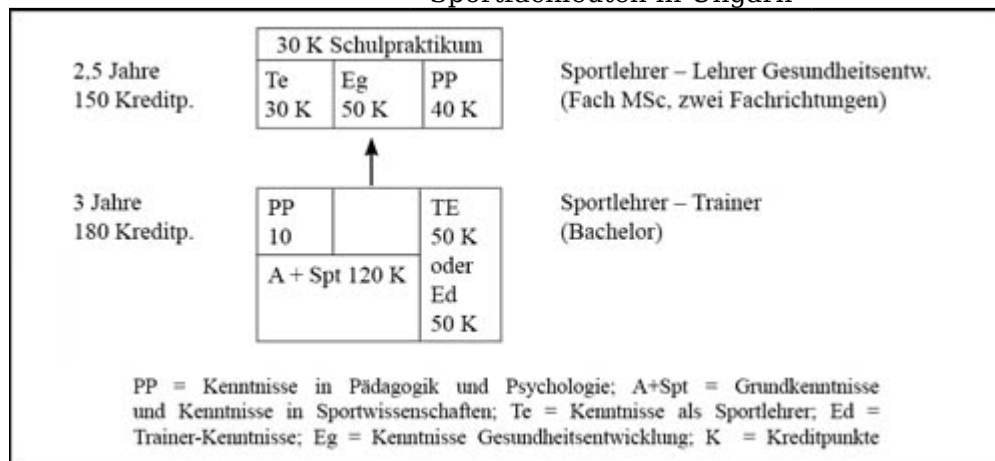 Sportfachleuten in Ungarn
2,5 Jahre
150 Kreditp.
30 K Schulpraktikum
Te
30 K
Eg
50 K
PP
40 K
Sportlehrer – Lehrer Gesundheitsentw.
(Fach MSc, zwei Fachrichtungen)
3 Jahre
180 Kreditp.
PP
10
A + Spt 120 K
TE
50 K
oder
Ed
50 K
Sportlehrer – Trainer
(Bachelor)
PP = Kenntnisse in Pädagogik und Psychologie; A+Spt = Grundkenntnisse
und Kenntnisse in Sportwissenschaften; Te = Kenntnisse als Sportlehrer; Ed =
Trainer-Kenntnisse; Eg = Kenntnisse Gesundheitsentwicklung; K = Kreditpunkte